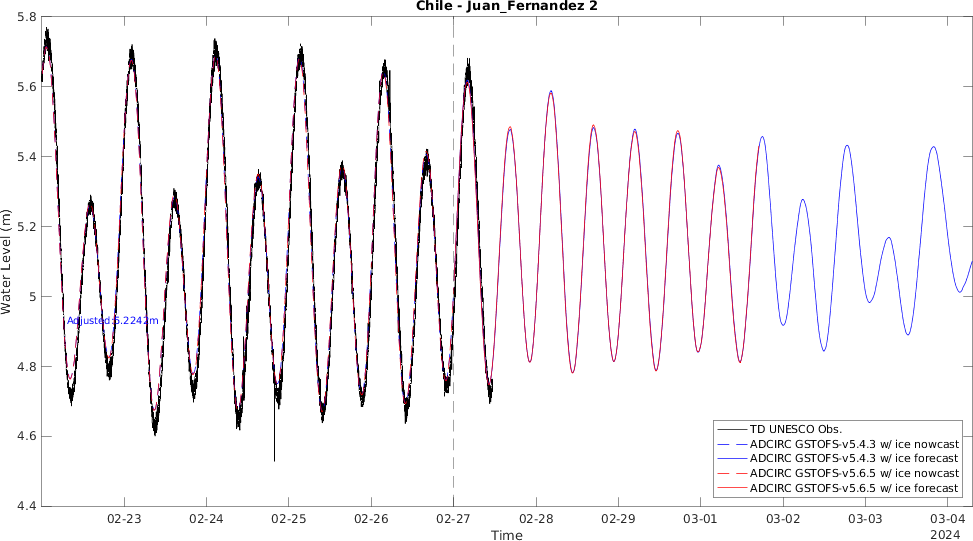 Chile - Juan_Fernandez 2
5.8
5.6
5.4
5.2
5
4.8
4.6
4.4
Water Level (m)
Adjusted:5.2242m
TD UNESCO Obs.
ADCIRC GSTOFS-v5.4.3 w/ ice nowcast
ADCIRC GSTOFS-v5.4.3 w/ ice forecast
ADCIRC GSTOFS-v5.6.5 w/ ice nowcast
ADCIRC GSTOFS-v5.6.5 w/ ice forecast
02-23 02-24 02-25 02-26 02-27 02-28 02-29 03-01 03-02 03-03 03-04
Time
2024